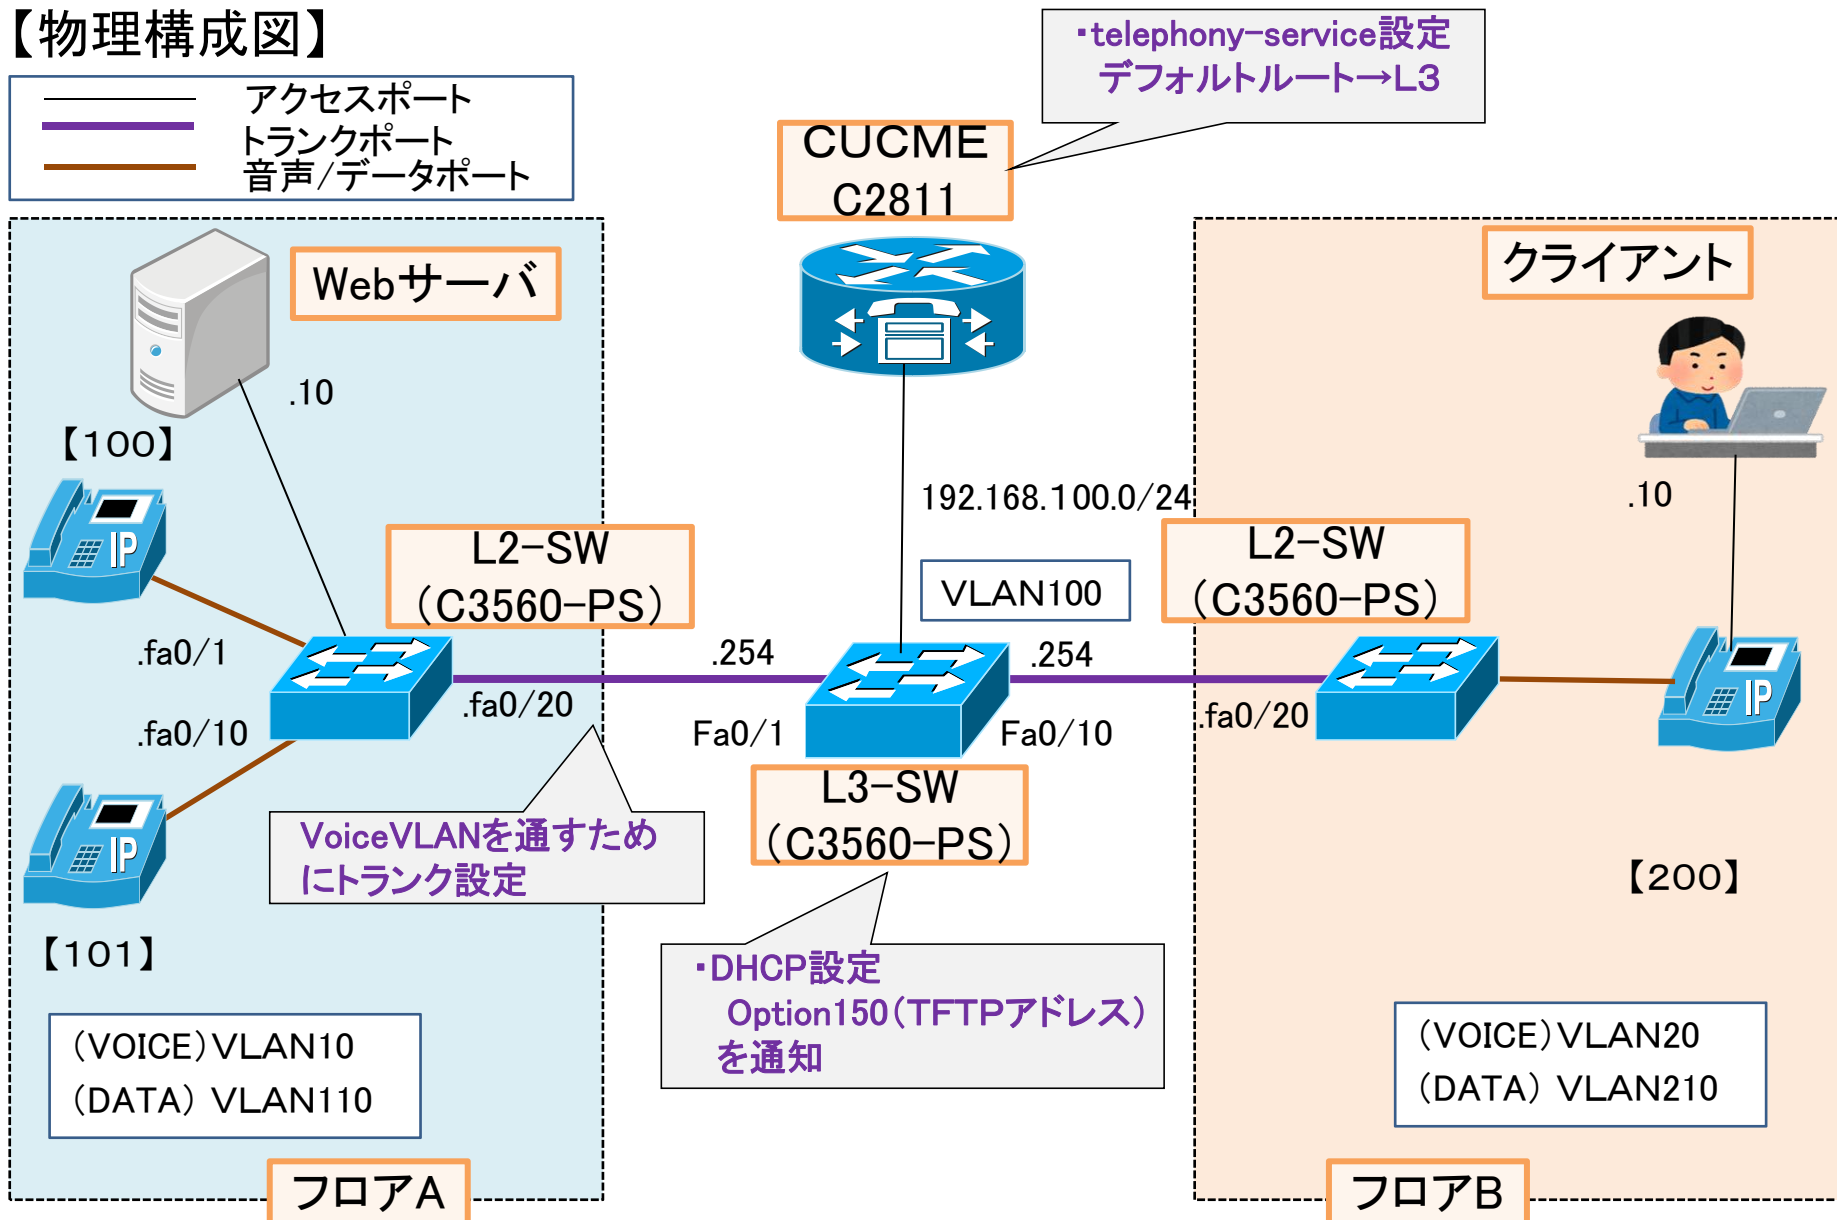 【物理構成図】
アクセスポート
トランクポート
音声/データポート
・telephony-service設定
デフォルトルート→L3
CUCME
C2811
Webサーバ
クライアント
.10
【100】
IP
192.168.100.0/24
.10
L2-SW
(C3560-PS)
VLAN100
L2-SW
(C3560-PS)
.fa0/1
.254
.254
.fa0/20
Fa0/1
Fa0/10
.fa0/20
IP
.fa0/10
L3-SW
(C3560-PS)
VoiceVLANを通すため
にトランク設定
IP
【200】
【101】
・DHCP設定
Option150(TFTPアドレス)
を通知
(VOICE)VLAN10
(DATA) VLAN110
(VOICE)VLAN20
(DATA) VLAN210
フロアA
フロアB